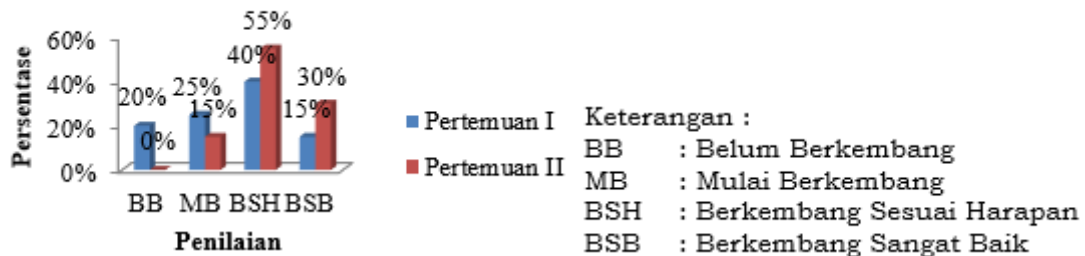 Persentase
60%
40%
20%
0%
20%
0%
25%
15%
40%
55%
15%
30%
BB MB BSH BSB
Penilaian
Pertemuan I
Pertemuan II
Keterangan :
BB : Belum Berkembang
MB : Mulai Berkembang
BSH : Berkembang Sesuai Harapan
BSB : Berkembang Sangat Baik